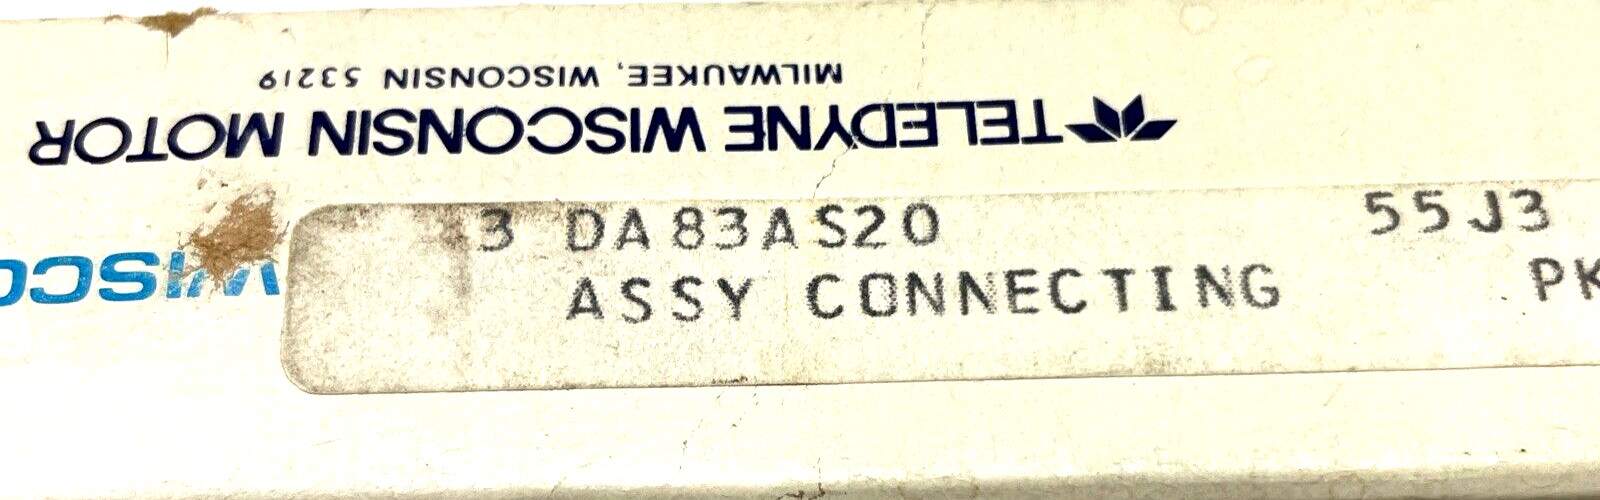 TELEDYNE WISCONSIN MOTOR
MILWAUKEE, WISCONSIN 53219
3 DA83AS20 55J3
ASSY CONNECTING PK
WISCO